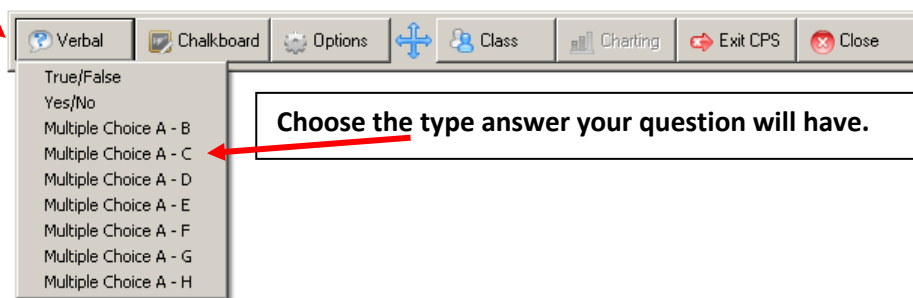 Verbal Chalkboard Options Class Charting Exit CPS Close
True/False
Yes/No
Multiple Choice A - B
Multiple Choice A - C
Multiple Choice A - D
Multiple Choice A - E
Multiple Choice A - F
Multiple Choice A - G
Multiple Choice A - H
Choose the type answer your question will have.